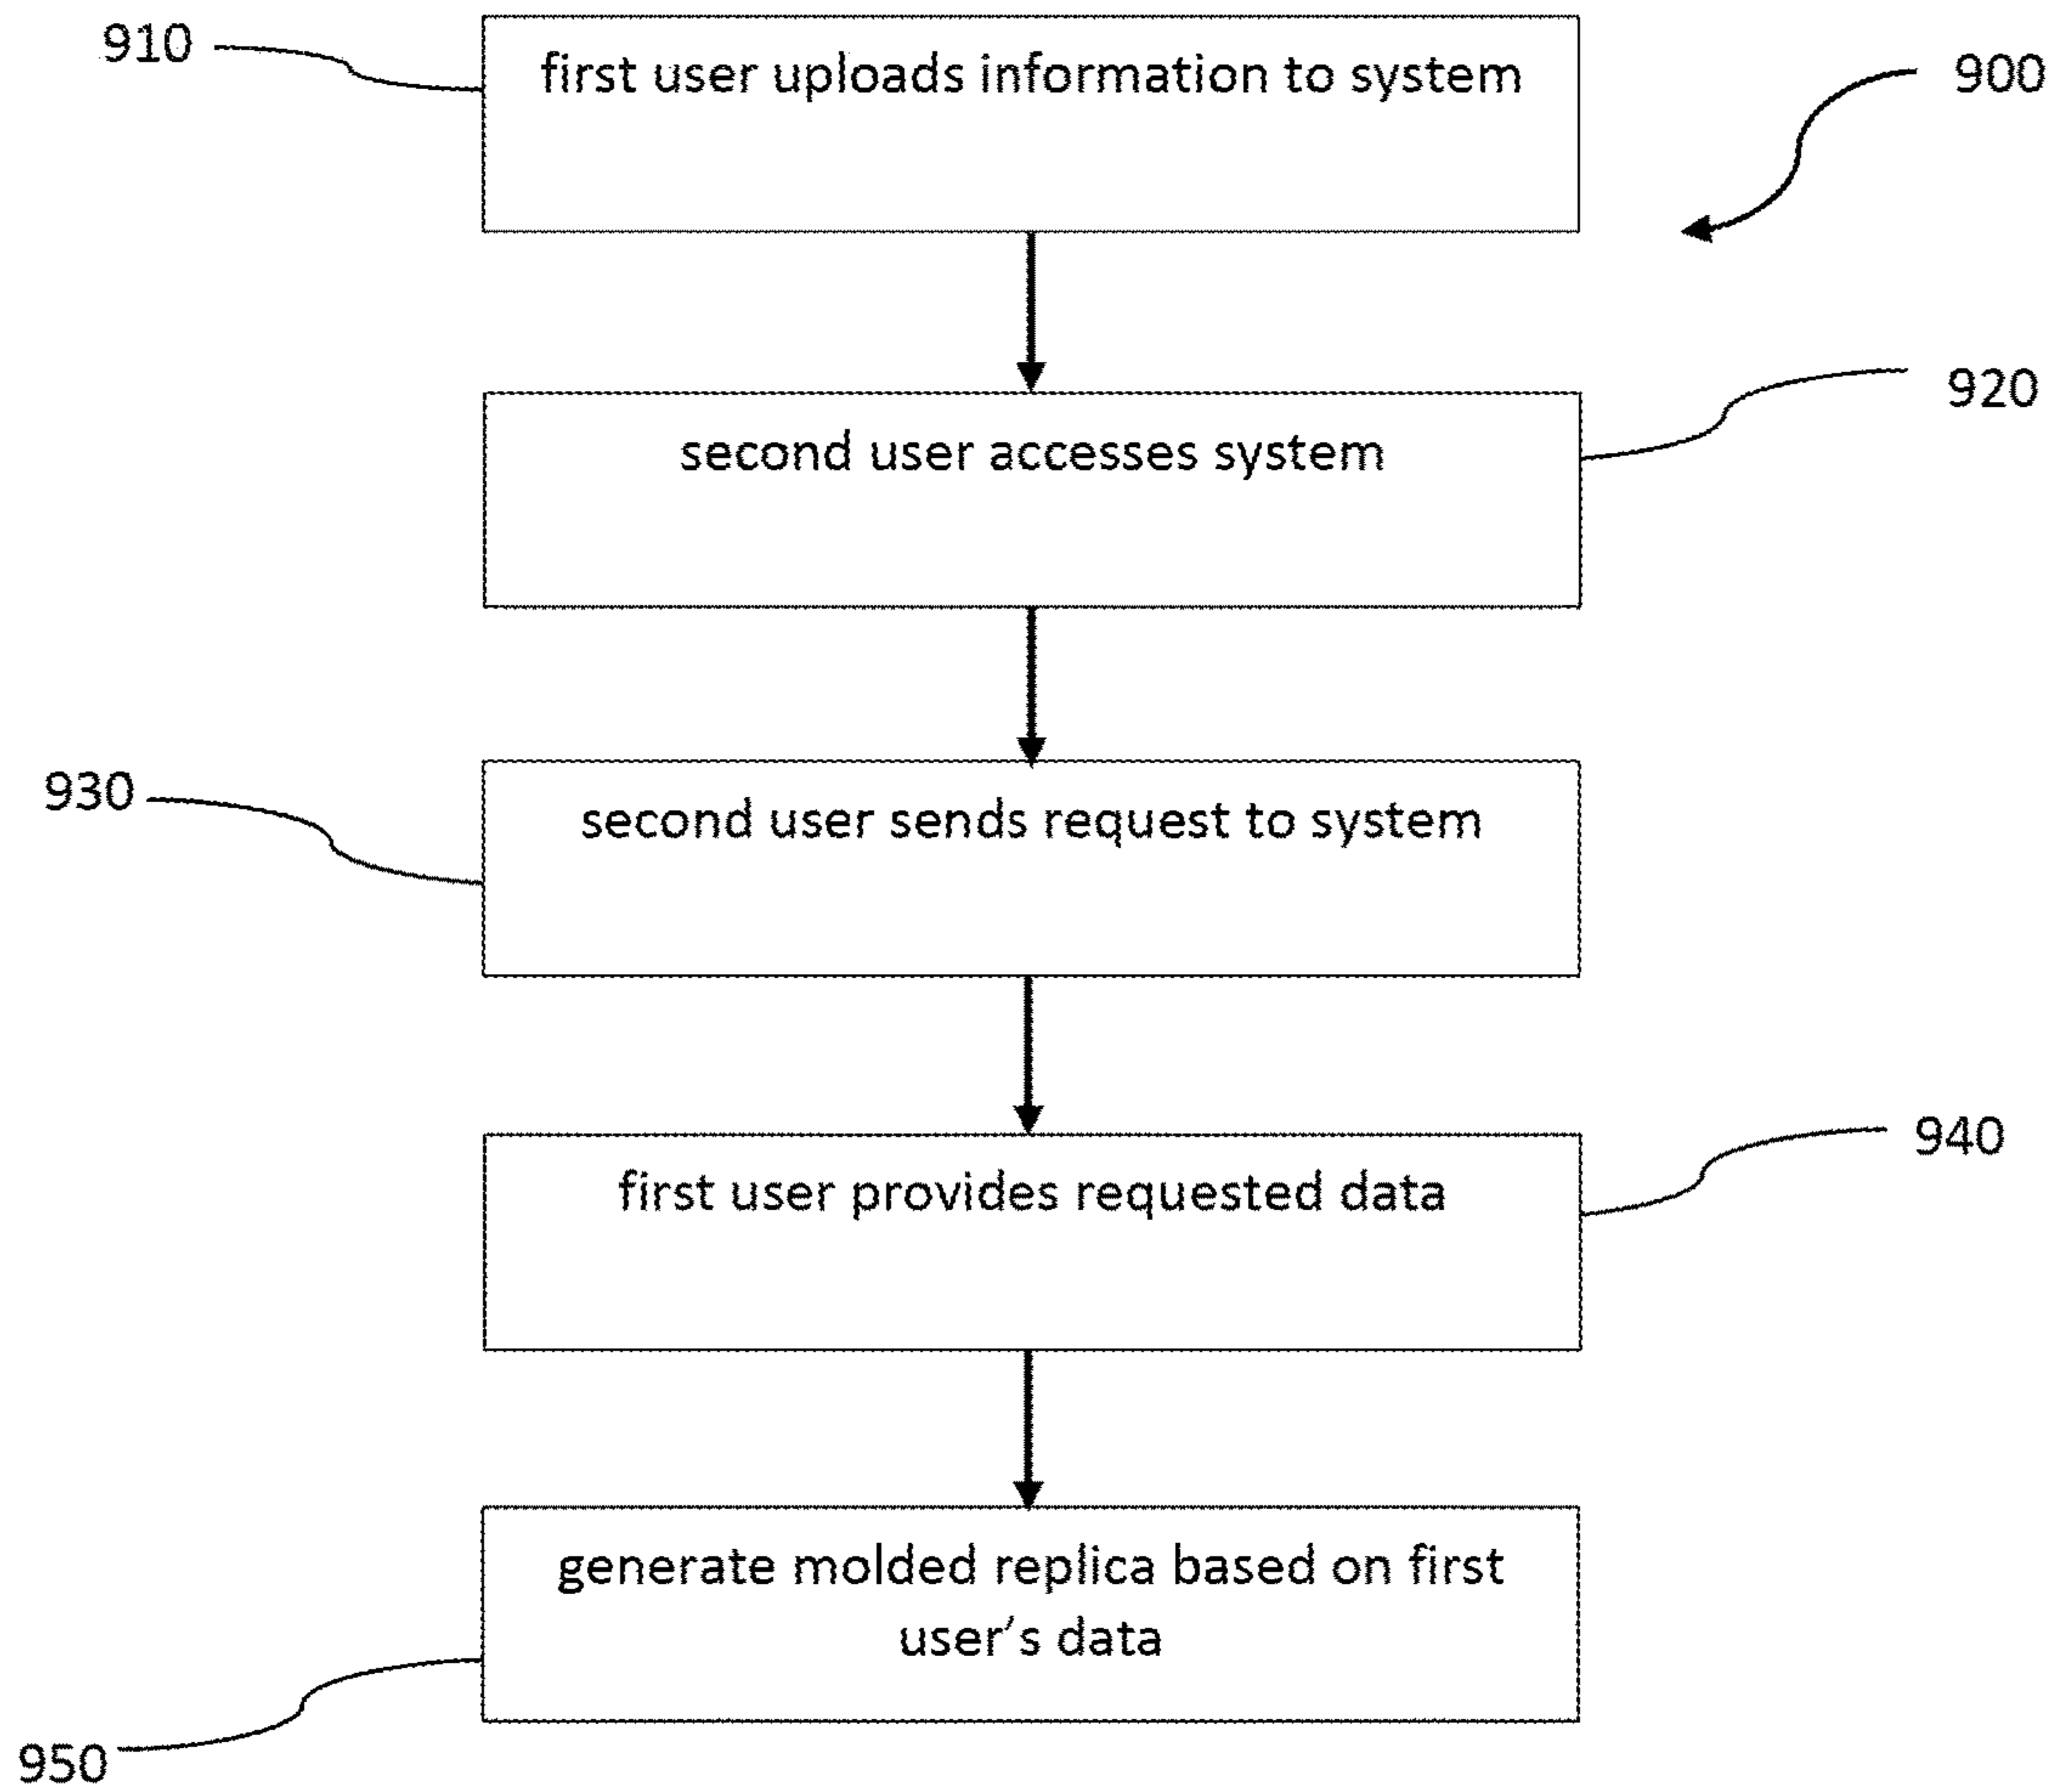 910
first user uploads information to system
900
920
second user accesses system
930
second user sends request to system
940
first user provides requested data
generate molded replica based on first
user's data
950